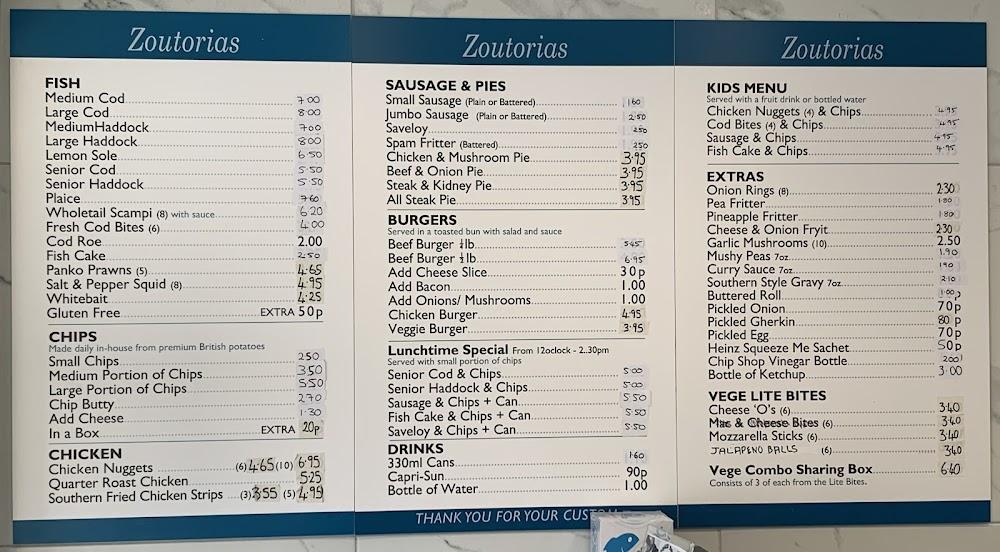 Zoutorias
FISH
Medium Cod 7.00
Large Cod 8.00
MediumHaddock 7.00
Large Haddock 8.00
Lemon Sole 6.50
Senior Cod 5.50
Senior Haddock 5.50
Plaice 7.60
Wholetail Scampi (8) with sauce 6.20
Fresh Cod Bites (6) 4.00
Cod Roe 2.00
Fish Cake 2.50
Panko Prawns (5) 4.65
Salt & Pepper Squid (8) 4.95
Whitebait 4.25
Gluten Free EXTRA 50p
CHIPS
Made daily in-house from premium British potatoes
Small Chips 250
Medium Portion of Chips 350
Large Portion of Chips 550
Chip Butty 270
Add Cheese 1.30
In a Box EXTRA 20p
CHICKEN
Chicken Nuggets (6) 4.65 (10) 6.95
Quarter Roast Chicken 5.25
Southern Fried Chicken Strips (3) 3.55 (5) 4.95
Zoutorias
SAUSAGE & PIES
Small Sausage (Plain or Battered) 160
Jumbo Sausage (Plain or Battered) 2.50
Saveloy 250
Spam Fritter (Battered) 250
Chicken & Mushroom Pie 3.95
Beef & Onion Pie 3.95
Steak & Kidney Pie 3.95
All Steak Pie 3.95
BURGERS
Served in a toasted bun with salad and sauce
Beef Burger ¼lb 5.45
Beef Burger ½lb 6.95
Add Cheese Slice 30p
Add Bacon 1.00
Add Onions/ Mushrooms 1.00
Chicken Burger 4.95
Veggie Burger 3.95
Lunchtime Special From 12oclock - 2..30pm
Served with small portion of chips
Senior Cod & Chips 5.00
Senior Haddock & Chips 5.00
Sausage & Chips + Can 5.50
Fish Cake & Chips + Can 5.50
Saveloy & Chips + Can 5.50
DRINKS
330ml Cans 1.60
Capri-Sun 90p
Bottle of Water 1.00
THANK YOU FOR YOUR CUSTOM
Zoutorias
KIDS MENU
Served with a fruit drink or bottled water
Chicken Nuggets (4) & Chips 4.95
Cod Bites (4) & Chips 4.95
Sausage & Chips 4.95
Fish Cake & Chips 4.95
EXTRAS
Onion Rings (8) 2.30
Pea Fritter 1.80
Pineapple Fritter 1.80
Cheese & Onion Fryit 2.30
Garlic Mushrooms (10) 2.50
Mushy Peas 7oz 1.90
Curry Sauce 7oz 1.90
Southern Style Gravy 7oz 2.10
Buttered Roll 1.00p
Pickled Onion 70p
Pickled Gherkin 80 p
Pickled Egg 70p
Heinz Squeeze Me Sachet 50p
Chip Shop Vinegar Bottle 2.00
Bottle of Ketchup 3.00
VEGE LITE BITES
Cheese 'O's (6) 3.40
Mac & Cheese Bites (6) 3.40
Mozzarella Sticks (6) 3.40
JALAPENO BALLS (6) 3.40
Vege Combo Sharing Box 6.40
Consists of 3 of each from the Lite Bites.